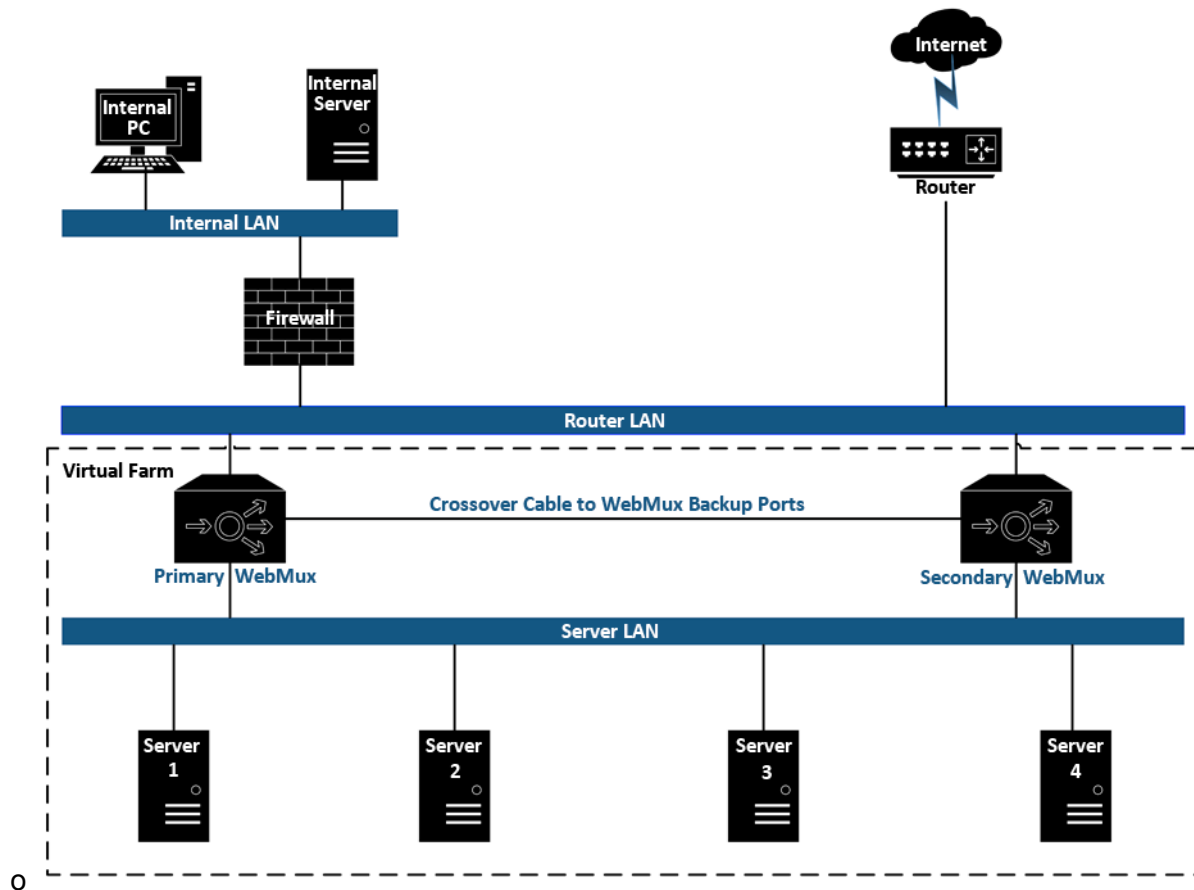 Internet
Internal
PC
Internal
Server
Router
Internal LAN
Firewall
Router LAN
Virtual Farm
Crossover Cable to WebMux Backup Ports
Primary WebMux
Secondary WebMux
Server LAN
Server
1
Server
2
Server
3
Server
4
o